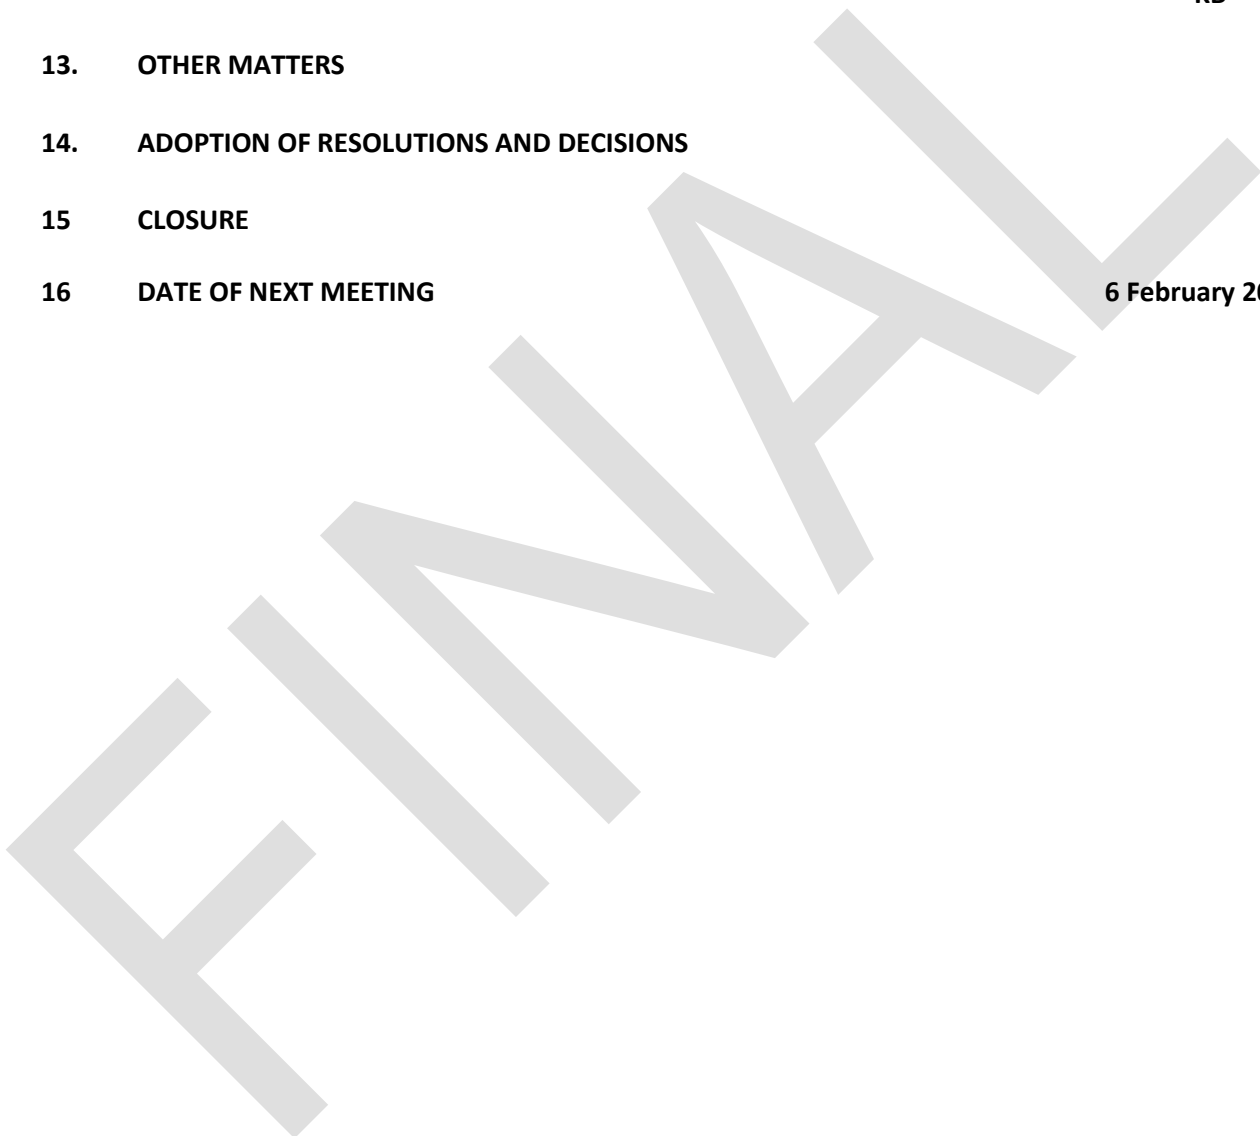 13. OTHER MATTERS
14. ADOPTION OF RESOLUTIONS AND DECISIONS
15 CLOSURE
16 DATE OF NEXT MEETING 6 February
FINAL